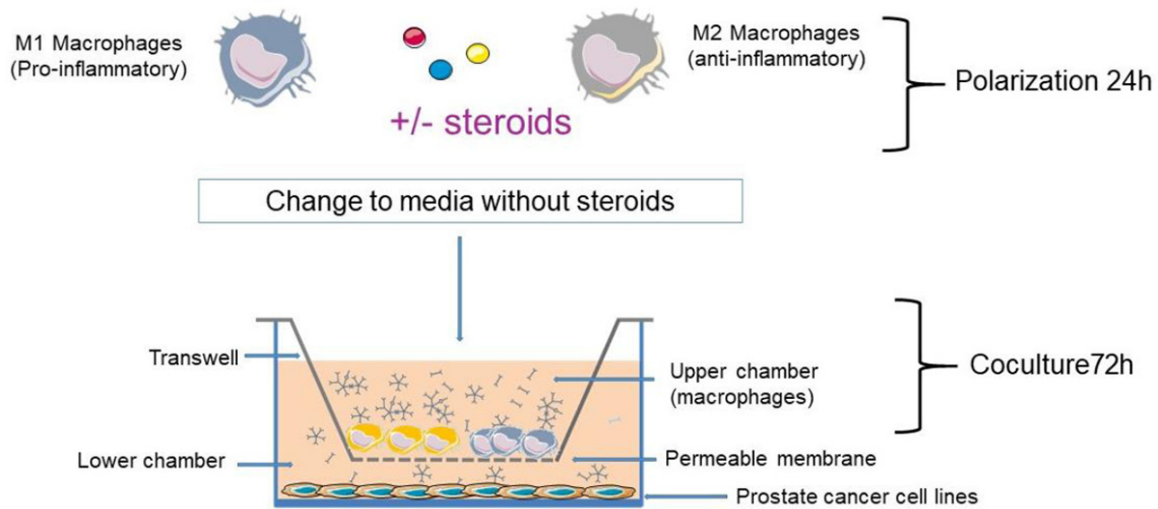 M1 Macrophages
(Pro-inflammatory)
M2 Macrophages
(anti-inflammatory)
Polarization 24h
+/- steroids
Change to media without steroids
Transwell
Upper chamber
(macrophages)
Coculture72h
Lower chamber
Permeable membrane
Prostate cancer cell lines